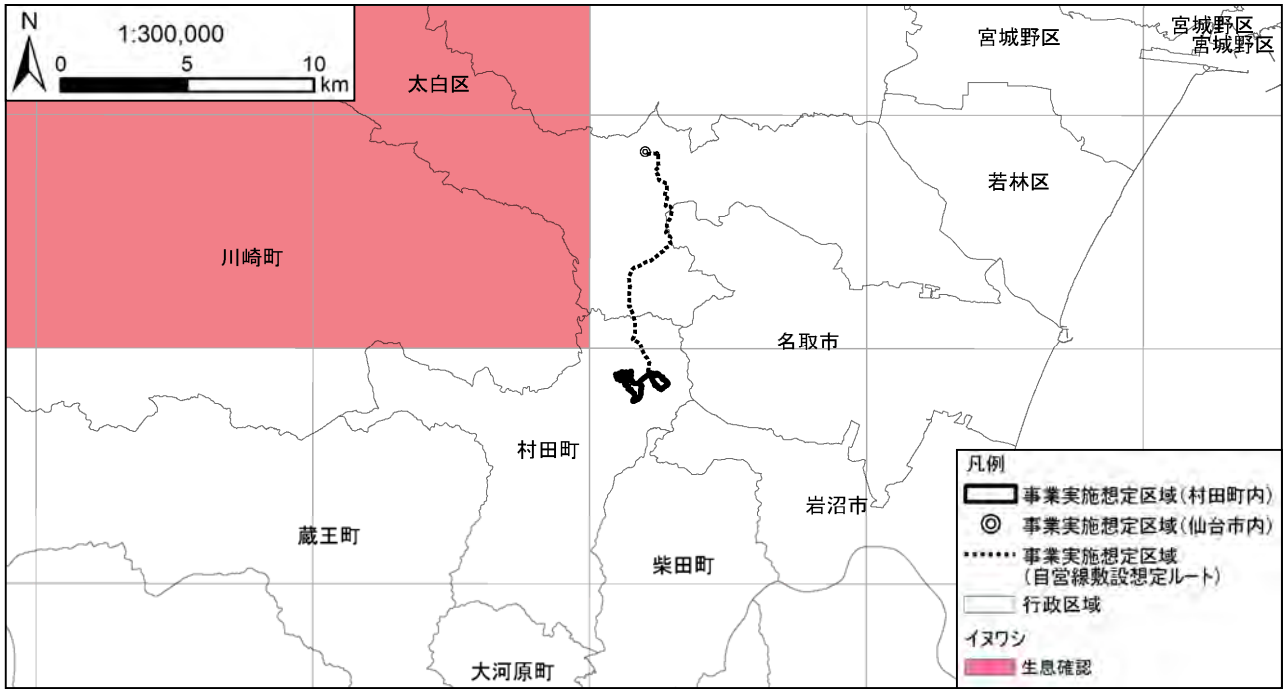 N
1:300,000
0 5 10
km
太白区
宮城野区
宮城野区
宮城野区
若林区
川崎町
名取市
村田町
岩沼市
蔵王町
柴田町
大河原町
凡例
事業実施想定区域(村田町内)
事業実施想定区域(仙台市内)
事業実施想定区域
(自営線敷設想定ルート)
行政区域
イヌワシ
生息確認